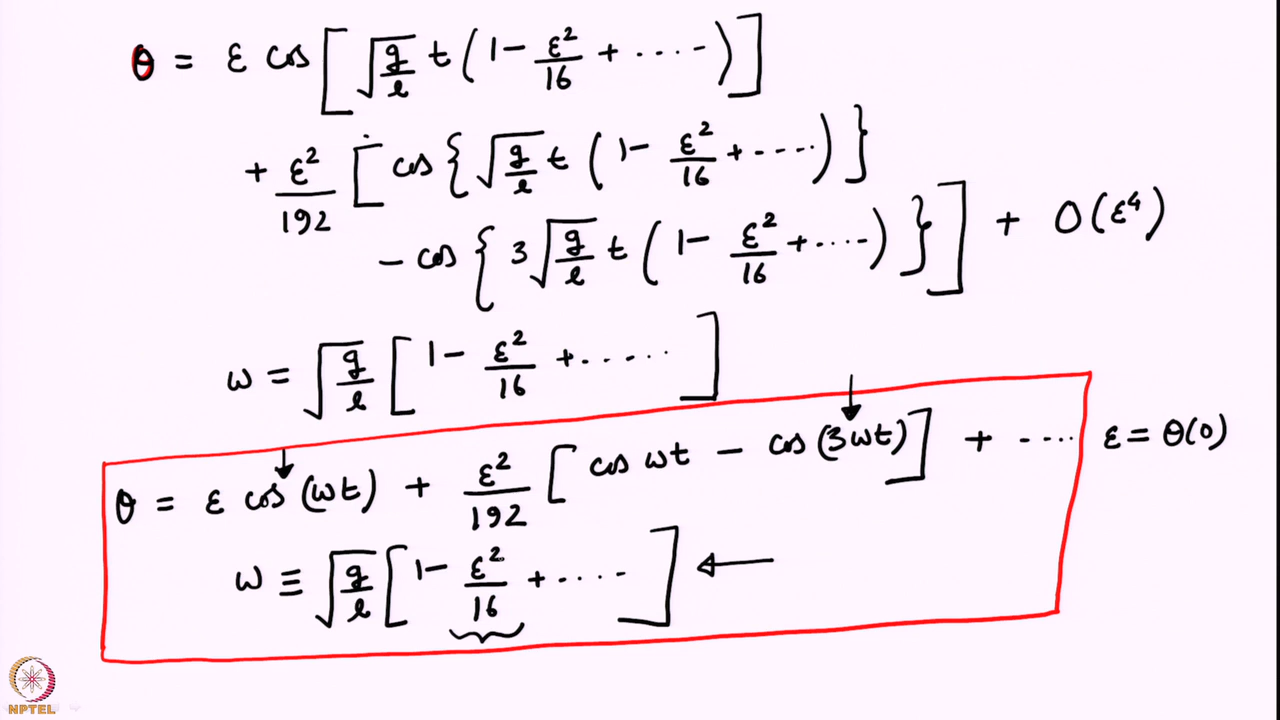 θ = ε cos[√(g/l) t (1 − ε²/16 + ....)]
+ ε²/192 [cos{√(g/l) t (1 − ε²/16 + ....)}
− cos{3√(g/l) t (1 − ε²/16 + ....)}] + O(ε⁴)
ω = √(g/l) [1 − ε²/16 + ......]
θ = ε cos(ωt) + ε²/192 [cos ωt − cos(3ωt)] + .... ε = θ(0)
ω ≡ √(g/l) [1 − ε²/16 + ....] ←
NPTEL